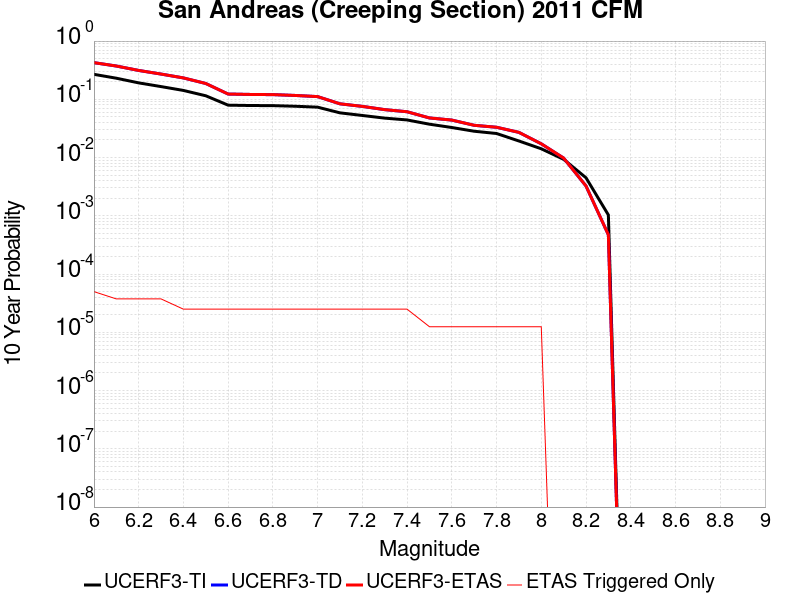 San Andreas (Creeping Section) 2011 CFM
10^0
10^-1
10^-2
10^-3
10^-4
10^-5
10^-6
10^-7
10^-8
10 Year Probability
6 6.2 6.4 6.6 6.8 7 7.2 7.4 7.6 7.8 8 8.2 8.4 8.6 8.8 9
Magnitude
UCERF3-TI UCERF3-TD UCERF3-ETAS ETAS Triggered Only